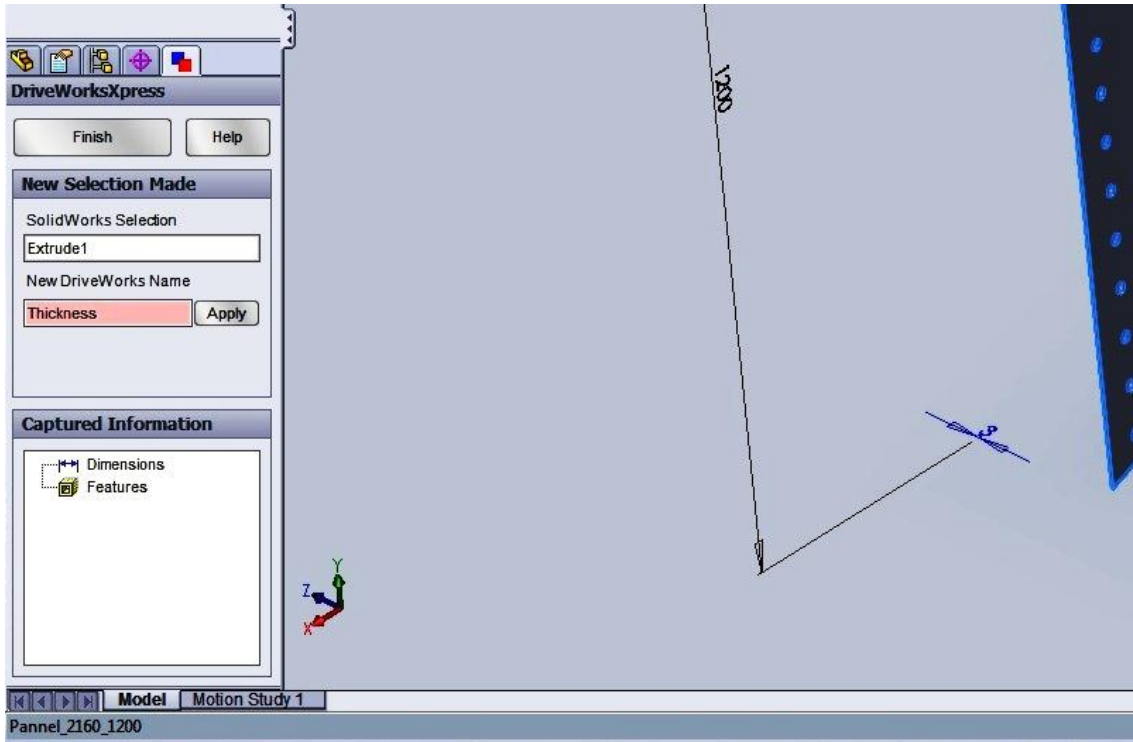 DriveWorksXpress
Finish Help
New Selection Made
SolidWorks Selection
Extrude1
New DriveWorks Name
Thickness Apply
Captured Information
Dimensions
Features
1200
Y
Z
X
Model Motion Study 1
Pannel_2160_1200